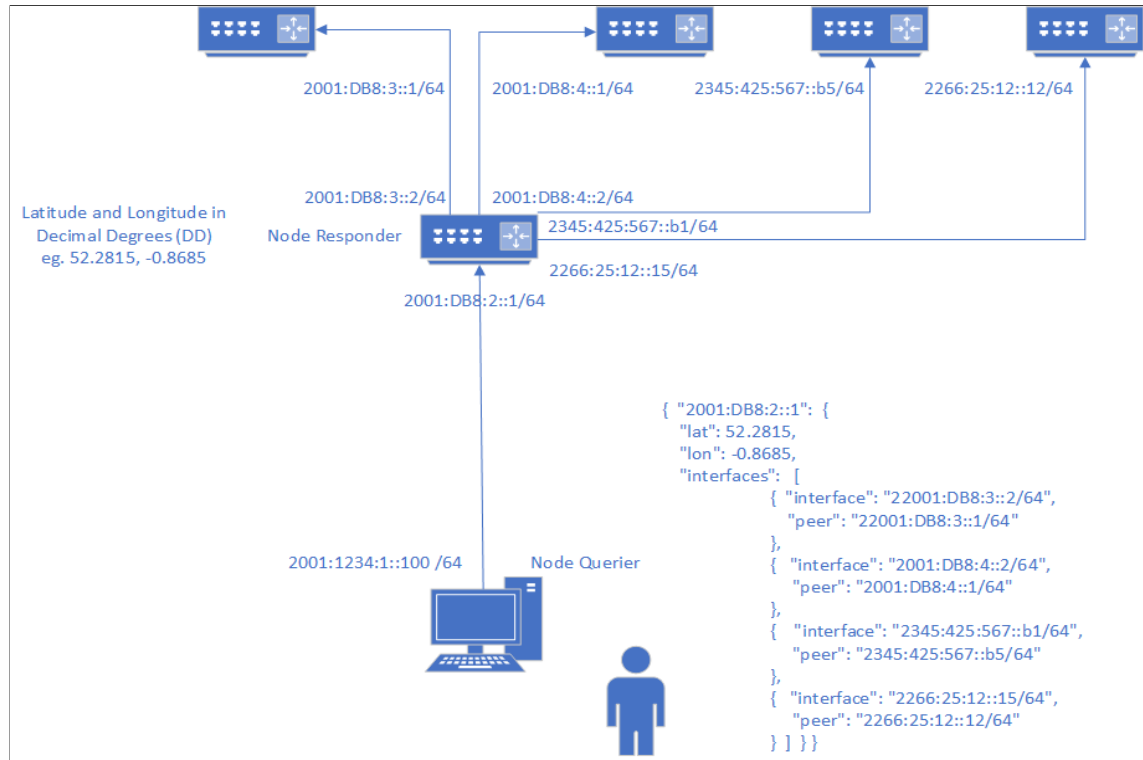 2001:DB8:3::1/64
2001:DB8:4::1/64
2345:425:567::b5/64
2266:25:12::12/64
2001:DB8:3::2/64
2001:DB8:4::2/64
Latitude and Longitude in
Decimal Degrees (DD)
eg. 52.2815, -0.8685
Node Responder
2345:425:567::b1/64
2266:25:12::15/64
2001:DB8:2::1/64
{ "2001:DB8:2::1": {
"lat": 52.2815,
"lon": -0.8685,
"interfaces": [
{ "interface": "22001:DB8:3::2/64",
"peer": "22001:DB8:3::1/64"
},
{ "interface": "2001:DB8:4::2/64",
"peer": "2001:DB8:4::1/64"
},
{ "interface": "2345:425:567::b1/64",
"peer": "2345:425:567::b5/64"
},
{ "interface": "2266:25:12::15/64",
"peer": "2266:25:12::12/64"
} ] } }
2001:1234:1::100 /64
Node Querier